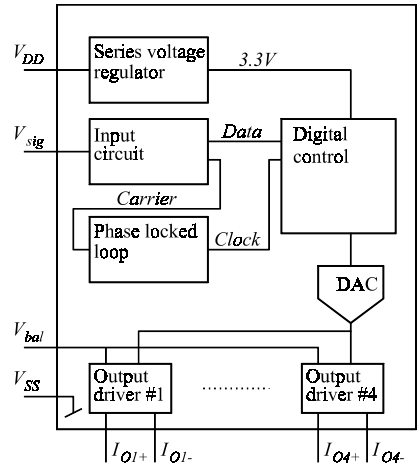 V_DD
Series voltage
regulator
3.3V
V_sig
Input
circuit
Data
Digital
control
Carrier
Phase locked
loop
Clock
DAC
V_bal
V_SS
Output
driver #1
Output
driver #4
I_O1+
I_O1-
I_O4+
I_O4-